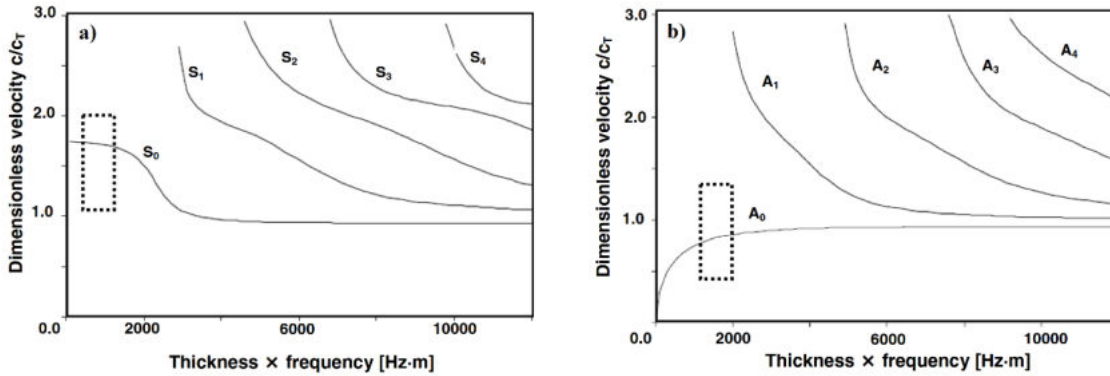 a)
Dimensionless velocity c/cT
3.0
2.0
1.0
0.0
2000
6000
10000
Thickness × frequency [Hz·m]
S0
S1
S2
S3
S4
b)
Dimensionless velocity c/cT
3.0
2.0
1.0
0.0
2000
6000
10000
Thickness × frequency [Hz·m]
A0
A1
A2
A3
A4